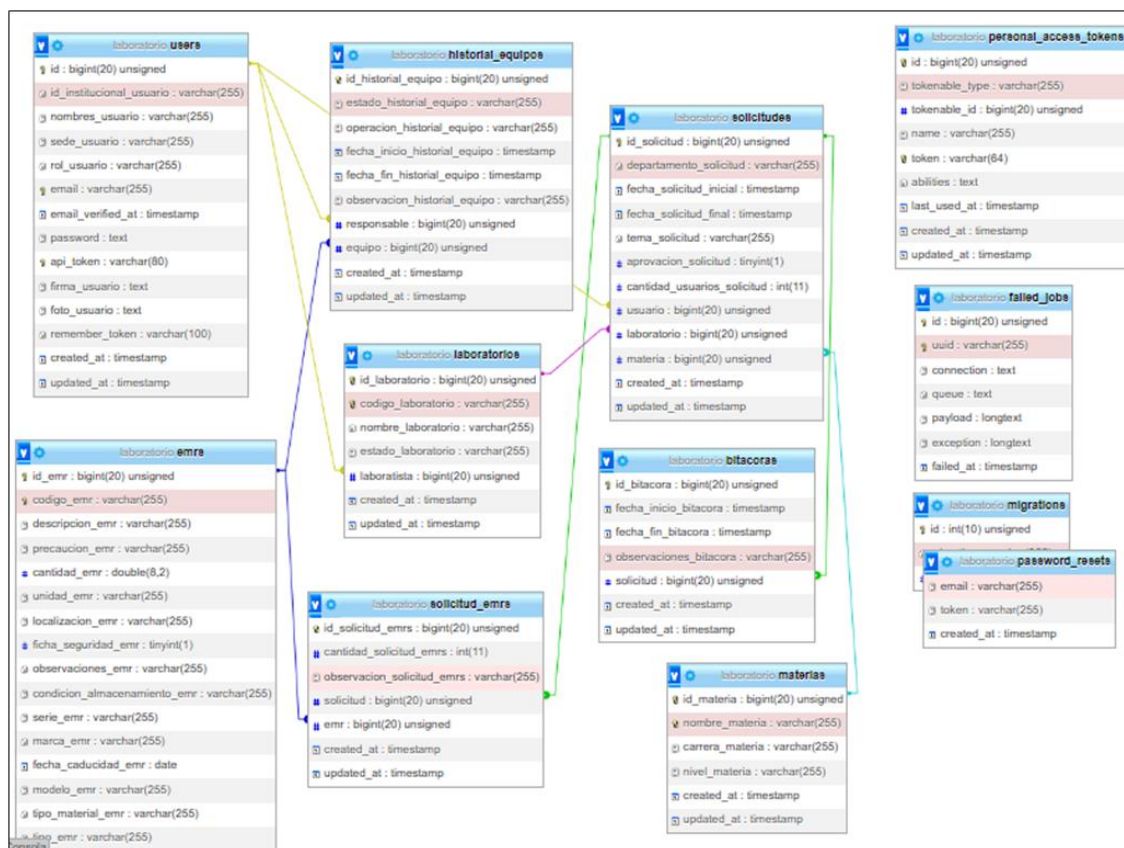 laboratorio users
id : bigint(20) unsigned
id_institucional_usuario : varchar(255)
nombres_usuario : varchar(255)
sede_usuario : varchar(255)
rol_usuario : varchar(255)
email : varchar(255)
email_verified_at : timestamp
password : text
api_token : varchar(80)
firma_usuario : text
foto_usuario : text
remember_token : varchar(100)
created_at : timestamp
updated_at : timestamp
laboratorio historial_equipos
id_historial_equipo : bigint(20) unsigned
estado_historial_equipo : varchar(255)
operacion_historial_equipo : varchar(255)
fecha_inicio_historial_equipo : timestamp
fecha_fin_historial_equipo : timestamp
observacion_historial_equipo : varchar(255)
responsable : bigint(20) unsigned
equipo : bigint(20) unsigned
created_at : timestamp
updated_at : timestamp
laboratorio solicitudes
id_solicitud : bigint(20) unsigned
departamento_solicitud : varchar(255)
fecha_solicitud_inicial : timestamp
fecha_solicitud_final : timestamp
tema_solicitud : varchar(255)
aprovacion_solicitud : tinyint(1)
cantidad_usuarios_solicitud : int(11)
usuario : bigint(20) unsigned
laboratorio : bigint(20) unsigned
materia : bigint(20) unsigned
created_at : timestamp
updated_at : timestamp
laboratorio personal_access_tokens
id : bigint(20) unsigned
tokenable_type : varchar(255)
tokenable_id : bigint(20) unsigned
name : varchar(255)
token : varchar(64)
abilities : text
last_used_at : timestamp
created_at : timestamp
updated_at : timestamp
laboratorio failed_jobs
id : bigint(20) unsigned
uuid : varchar(255)
connection : text
queue : text
payload : longtext
exception : longtext
failed_at : timestamp
laboratorio laboratorios
id_laboratorio : bigint(20) unsigned
codigo_laboratorio : varchar(255)
nombre_laboratorio : varchar(255)
estado_laboratorio : varchar(255)
laboratista : bigint(20) unsigned
created_at : timestamp
updated_at : timestamp
laboratorio emrs
id_emr : bigint(20) unsigned
codigo_emr : varchar(255)
descripcion_emr : varchar(255)
precaucion_emr : varchar(255)
cantidad_emr : double(8,2)
unidad_emr : varchar(255)
localizacion_emr : varchar(255)
ficha_seguridad_emr : tinyint(1)
observaciones_emr : varchar(255)
condicion_almacenamiento_emr : varchar(255)
serie_emr : varchar(255)
marca_emr : varchar(255)
fecha_caducidad_emr : date
modelo_emr : varchar(255)
tipo_material_emr : varchar(255)
tipo_emr : varchar(255)
Consola
laboratorio solicitud_emrs
id_solicitud_emrs : bigint(20) unsigned
cantidad_solicitud_emrs : int(11)
observacion_solicitud_emrs : varchar(255)
solicitud : bigint(20) unsigned
emr : bigint(20) unsigned
created_at : timestamp
updated_at : timestamp
laboratorio bitacoras
id_bitacora : bigint(20) unsigned
fecha_inicio_bitacora : timestamp
fecha_fin_bitacora : timestamp
observaciones_bitacora : varchar(255)
solicitud : bigint(20) unsigned
created_at : timestamp
updated_at : timestamp
laboratorio materias
id_materia : bigint(20) unsigned
nombre_materia : varchar(255)
carrera_materia : varchar(255)
nivel_materia : varchar(255)
created_at : timestamp
updated_at : timestamp
laboratorio migrations
id : int(10) unsigned
laboratorio password_resets
email : varchar(255)
token : varchar(255)
created_at : timestamp